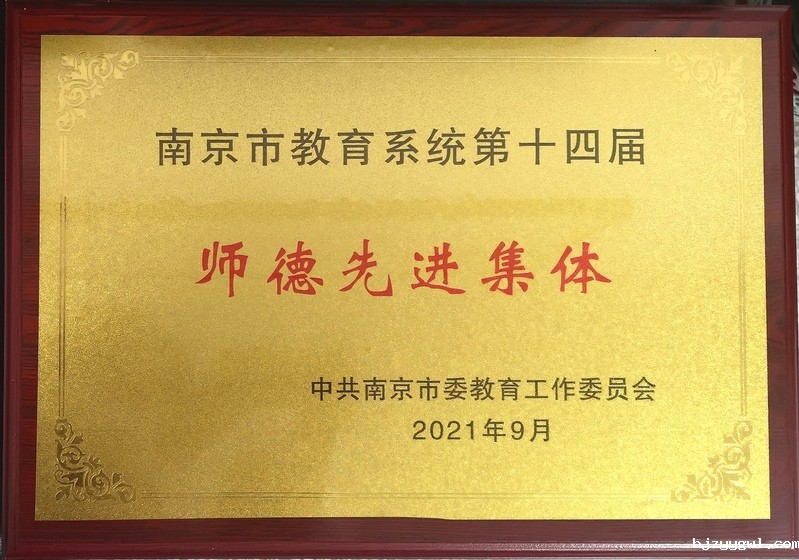 南京市教育系统第十四届
师德先进集体
中共南京市委教育工作委员会
2021年9月
bjzyygwl.com